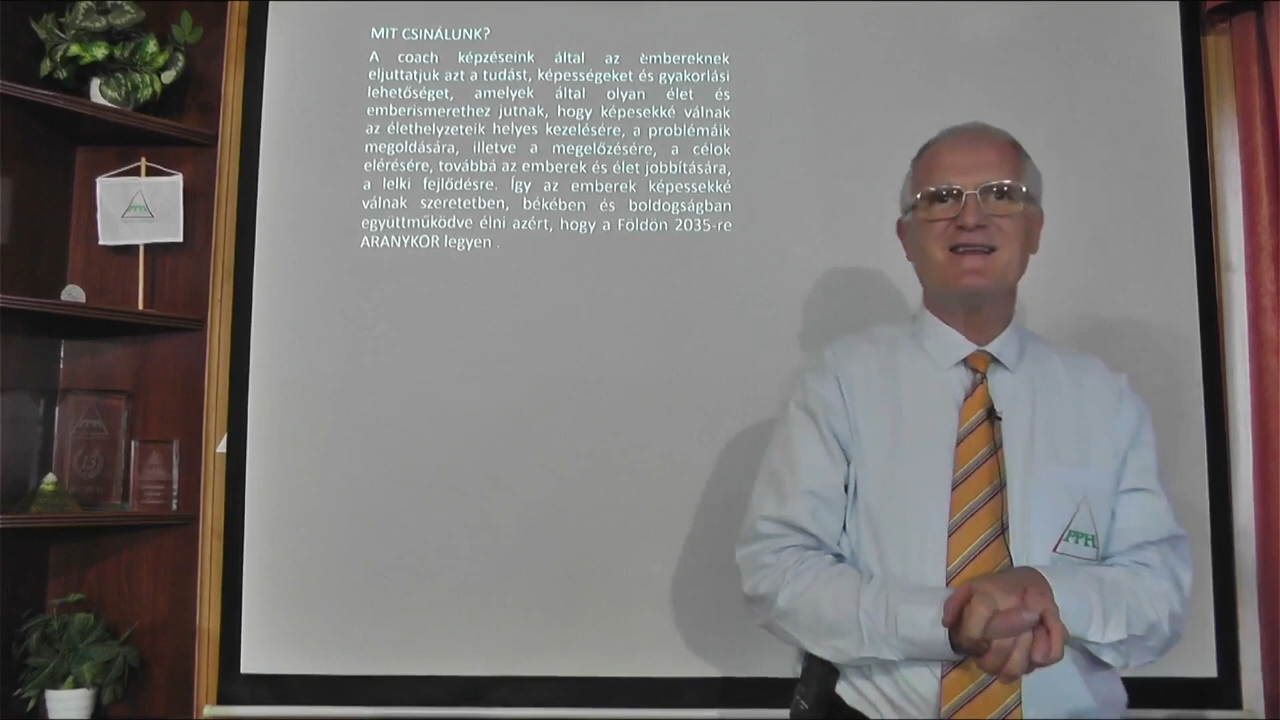 MIT CSINÁLUNK?
A coach képzéseink által az embereknek
eljuttatjuk azt a tudást, képességeket és gyakorlási
lehetőséget, amelyek által olyan élet és
emberismerethez jutnak, hogy képesekké válnak
az élethelyzeteik helyes kezelésére, a problémáik
megoldására, illetve a megelőzésére, a célok
elérésére, továbbá az emberek és élet jobbítására,
a lelki fejlődésre. Így az emberek képessekké
válnak szeretetben, békében és boldogságban
együttműködve élni azért, hogy a Földön 2035-re
ARANYKOR legyen .
PPH
13
PPH